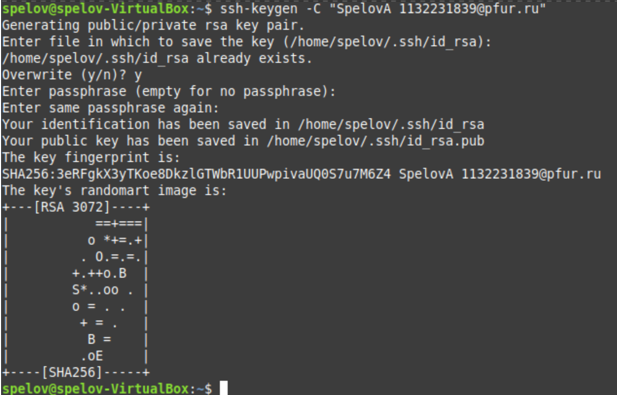 spelov@spelov-VirtualBox:~$ ssh-keygen -C "SpelovA 1132231839@pfur.ru"
Generating public/private rsa key pair.
Enter file in which to save the key (/home/spelov/.ssh/id_rsa):
/home/spelov/.ssh/id_rsa already exists.
Overwrite (y/n)? y
Enter passphrase (empty for no passphrase):
Enter same passphrase again:
Your identification has been saved in /home/spelov/.ssh/id_rsa
Your public key has been saved in /home/spelov/.ssh/id_rsa.pub
The key fingerprint is:
SHA256:3eRFgkX3yTKoe8DkzlGTWbR1UUPwpivaUQ0S7u7M6Z4 SpelovA 1132231839@pfur.ru
The key's randomart image is:
+---[RSA 3072]----+
|           ==+===|
|          o *+=.+|
|         . O.=.=.|
|        +.++o.B  |
|        S*..oo . |
|        o = . .  |
|         + = .   |
|          B =    |
|         .oE     |
+----[SHA256]-----+
spelov@spelov-VirtualBox:~$